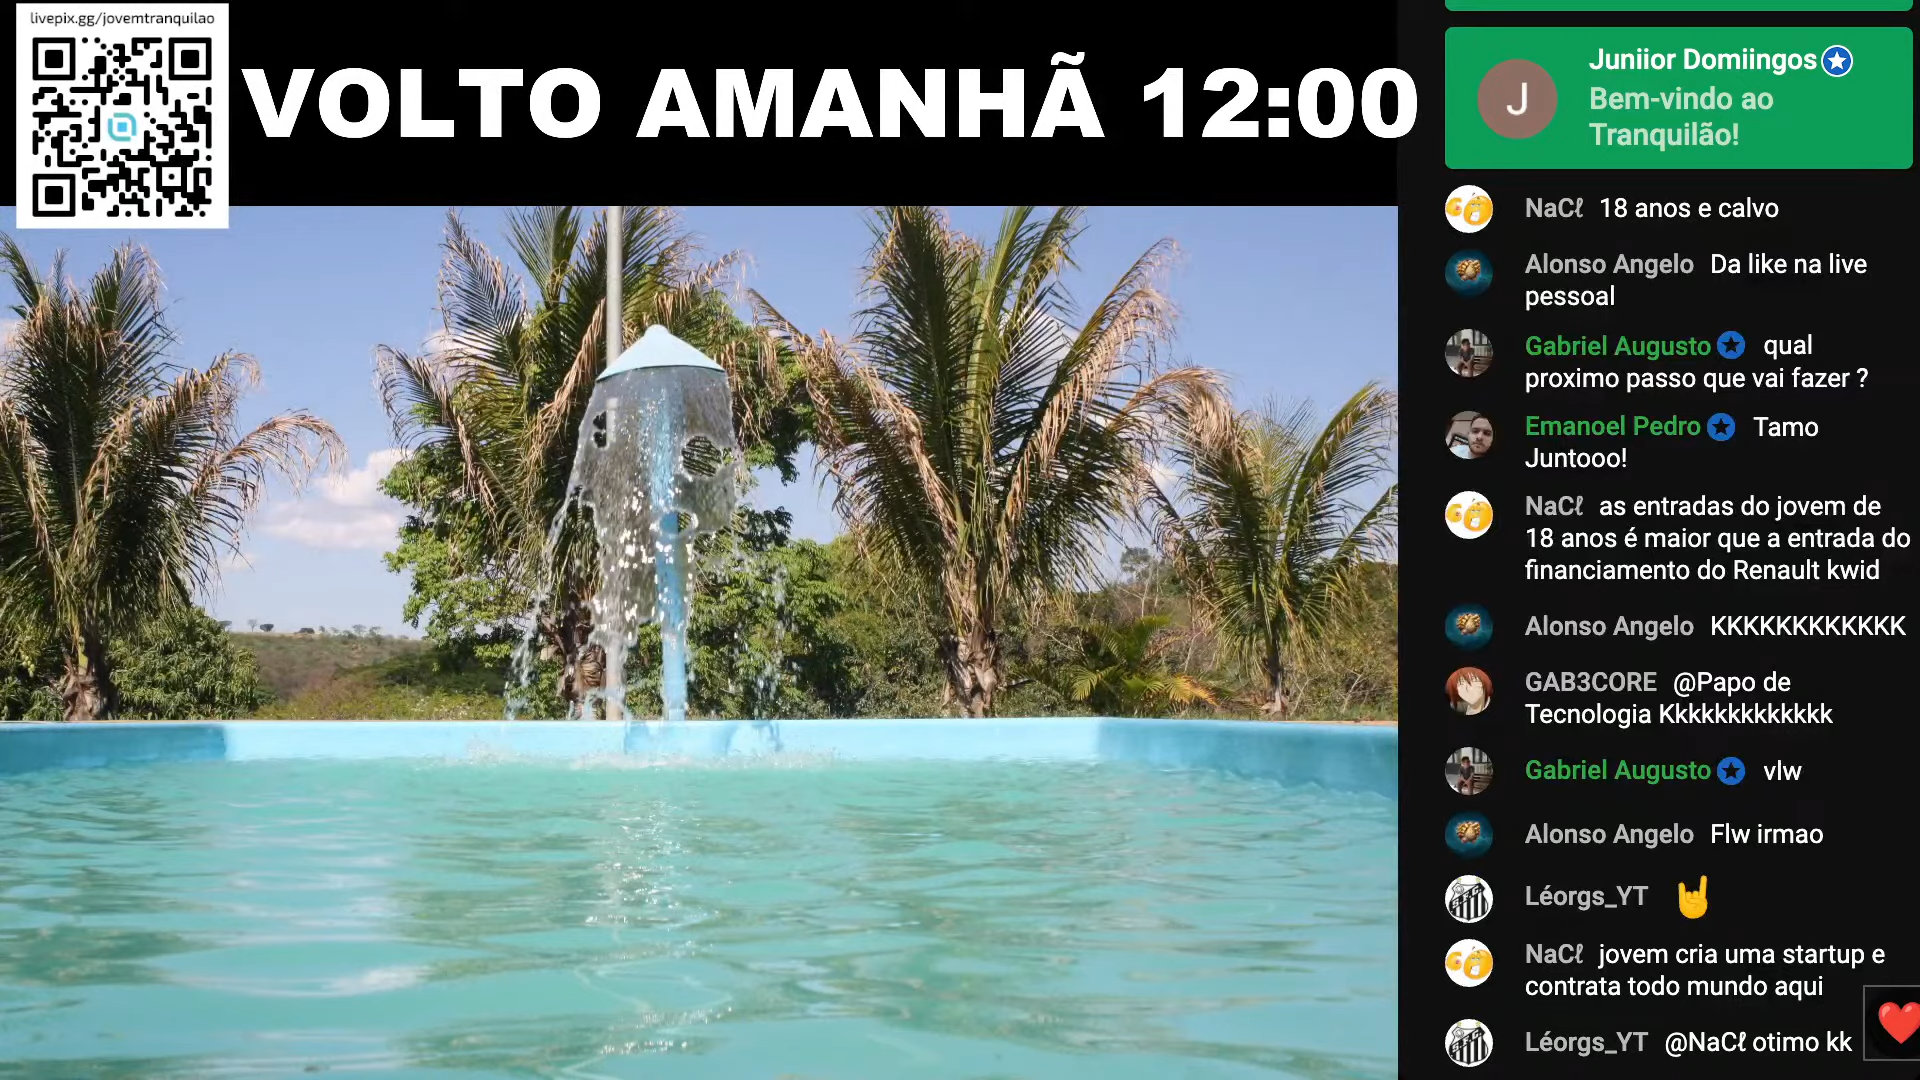 livepix.gg/jovemtranquilao
VOLTO AMANHÃ 12:00
J
Juniior Domiingos
Bem-vindo ao
Tranquilão!
NaCℓ 18 anos e calvo
Alonso Angelo Da like na live
pessoal
Gabriel Augusto qual
proximo passo que vai fazer ?
Emanoel Pedro Tamo
Juntooo!
NaCℓ as entradas do jovem de
18 anos é maior que a entrada do
financiamento do Renault kwid
Alonso Angelo KKKKKKKKKKKK
GAB3CORE @Papo de
Tecnologia Kkkkkkkkkkkkk
Gabriel Augusto vlw
Alonso Angelo Flw irmao
Léorgs_YT 🤘
NaCℓ jovem cria uma startup e
contrata todo mundo aqui
Léorgs_YT @NaCℓ otimo kk